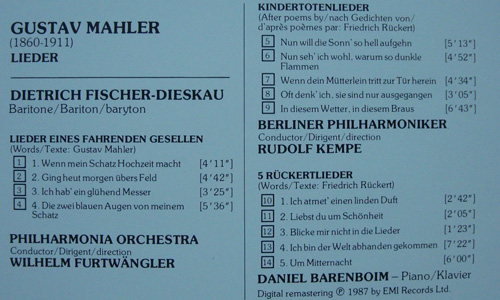 GUSTAV MAHLER
(1860-1911)
LIEDER
DIETRICH FISCHER-DIESKAU
Baritone/Bariton/baryton
LIEDER EINES FAHRENDEN GESELLEN
(Words/Texte: Gustav Mahler)
1 1. Wenn mein Schatz Hochzeit macht [4'11"]
2 2. Ging heut morgen übers Feld [4'42"]
3 3. Ich hab' ein glühend Messer [3'25"]
4 4. Die zwei blauen Augen von meinem [5'36"]
Schatz
PHILHARMONIA ORCHESTRA
Conductor/Dirigent/direction
WILHELM FURTWÄNGLER
KINDERTOTENLIEDER
(After poems by/nach Gedichten von/
d'après poèmes par: Friedrich Rückert)
5 Nun will die Sonn' so hell aufgehn [5'13"]
6 Nun seh' ich wohl. warum so dunkle [4'52"]
Flammen
7 Wenn dein Mütterlein tritt zur Tür herein [4'34"]
8 Oft denk' ich. sie sind nur ausgegangen [3'05"]
9 In diesem Wetter, in diesem Braus [6'43"]
BERLINER PHILHARMONIKER
Conductor/Dirigent/direction
RUDOLF KEMPE
5 RÜCKERTLIEDER
(Words/Texte: Friedrich Rückert)
10 1. Ich atmet' einen linden Duft [2'42"]
11 2. Liebst du um Schönheit [2'05"]
12 3. Blicke mir nicht in die Lieder [1'23"]
13 4. Ich bin der Welt abhanden gekommen [7'22"]
14 5. Um Mitternacht [6'00"]
DANIEL BARENBOIM – Piano/Klavier
Digital remastering ℗ 1987 by EMI Records Ltd.